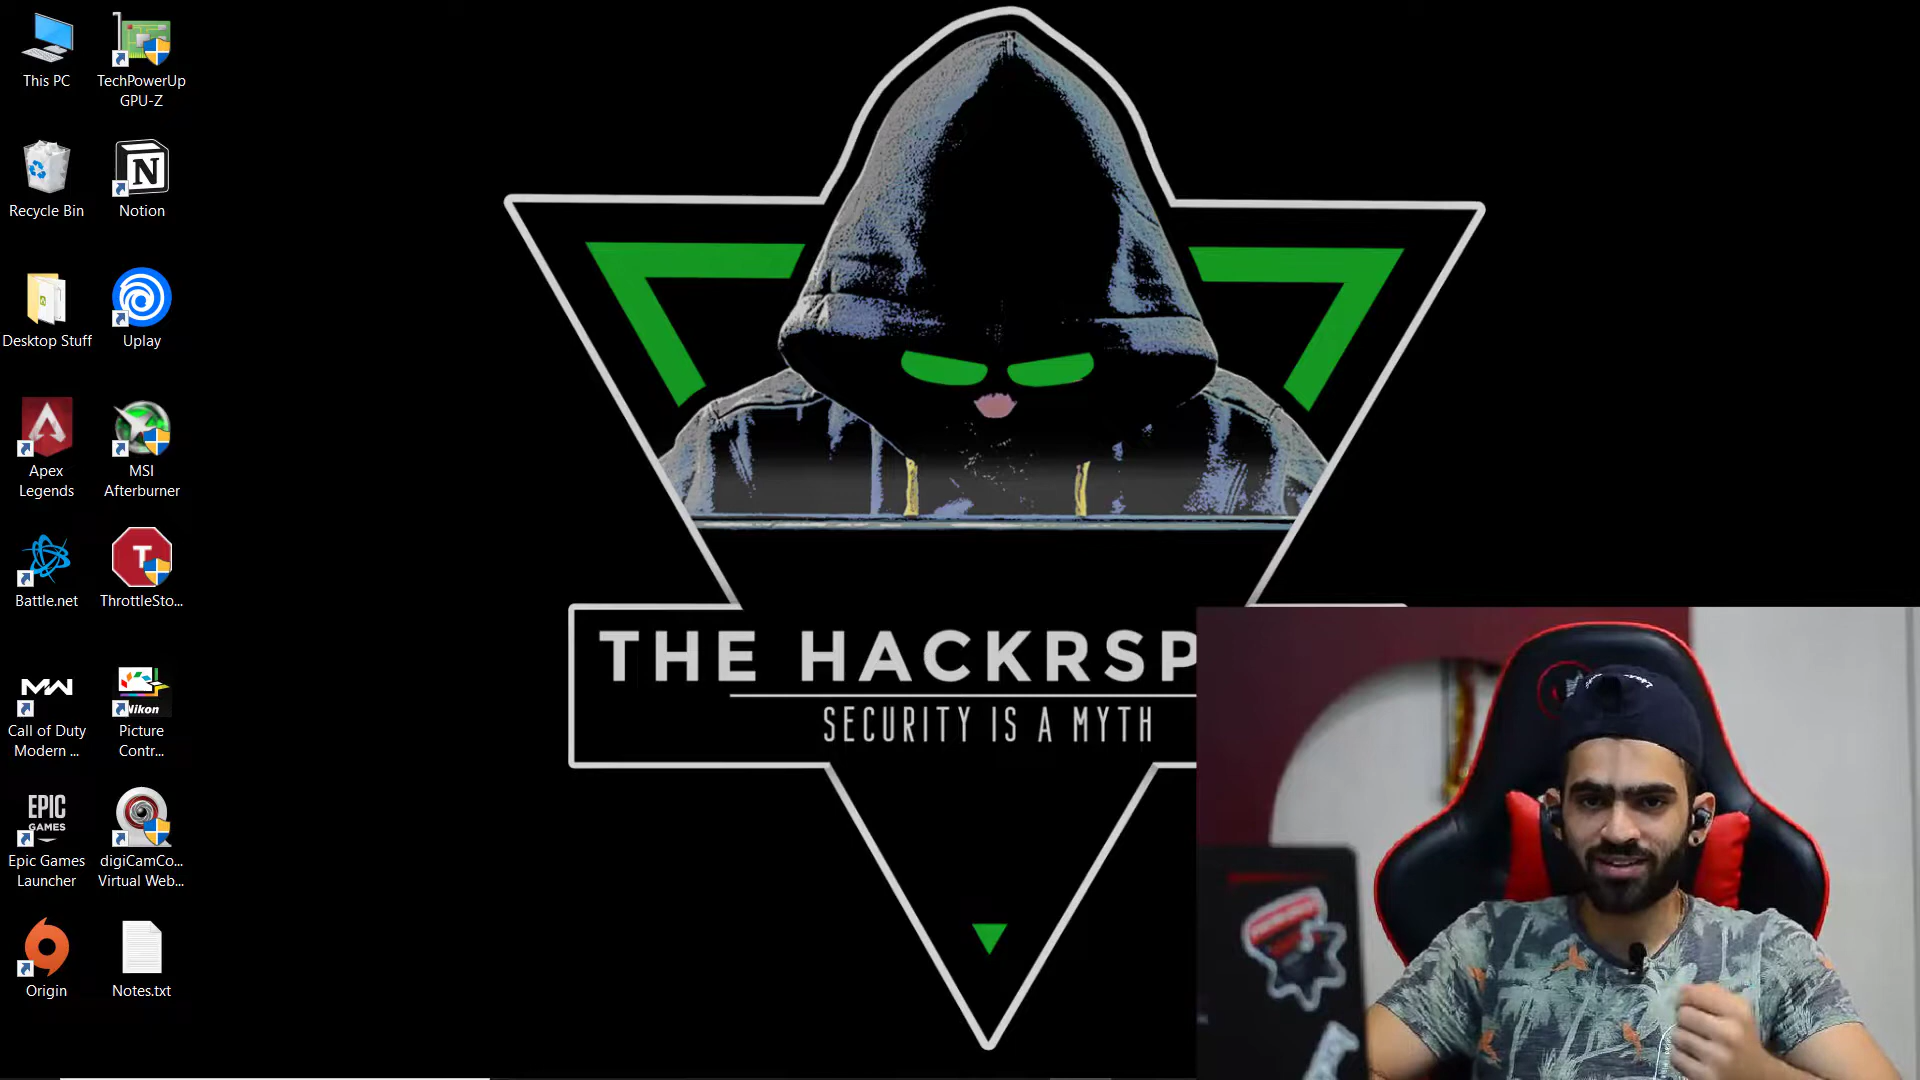 This PC
TechPowerUp
GPU-Z
Recycle Bin
N
Notion
Desktop Stuff
Uplay
Apex
Legends
MSI
Afterburner
Battle.net
T
ThrottleSto...
MW
Call of Duty
Modern ...
Nikon
Picture
Contr...
EPIC
GAMES
Epic Games
Launcher
digiCamCo...
Virtual Web...
Origin
Notes.txt
THE HACKRSP
SECURITY IS A MYTH